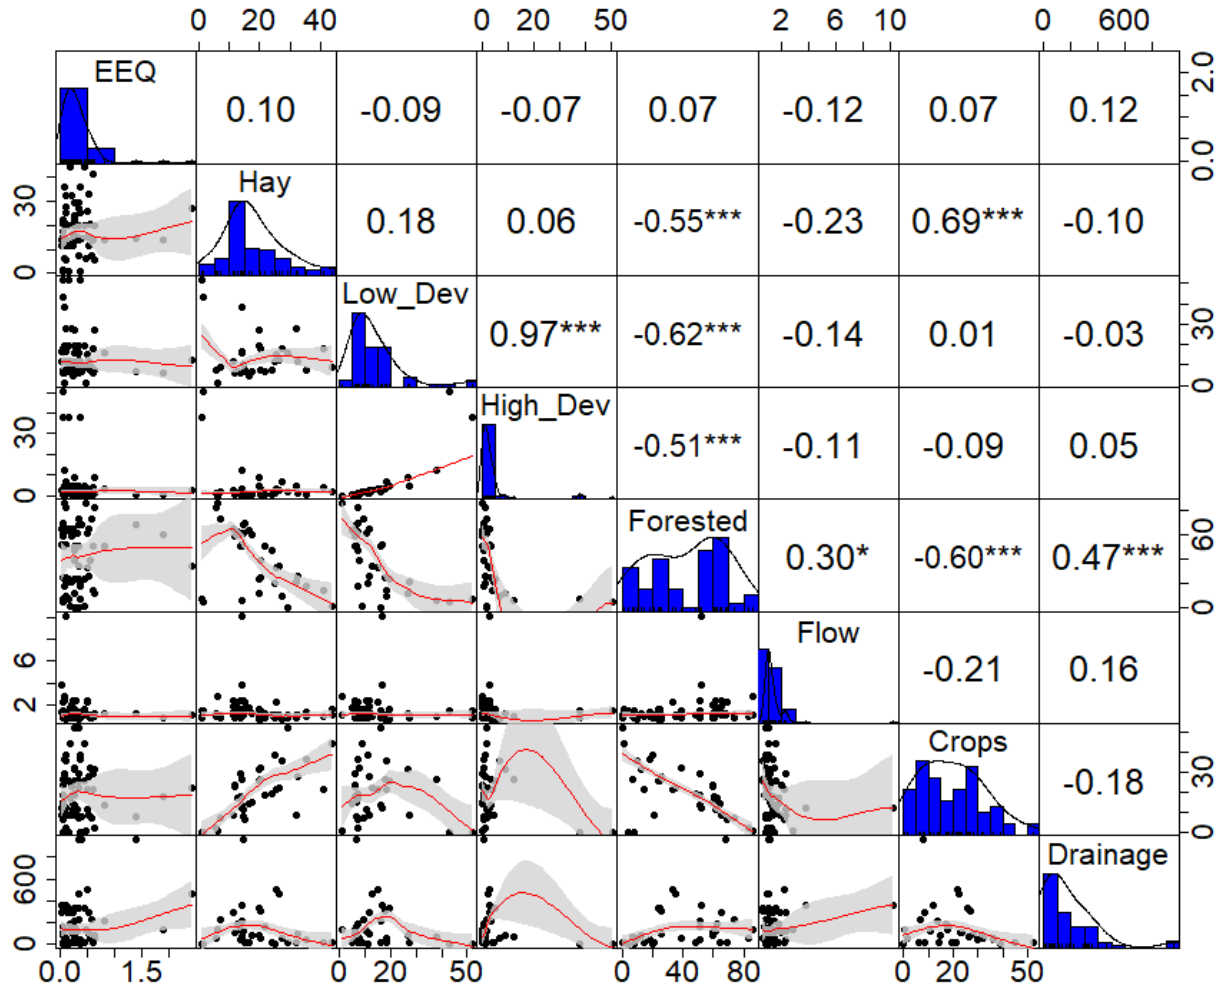 0 20 40 0 20 50 2 6 10 0 600
EEQ 0.10 -0.09 -0.07 0.07 -0.12 0.07 0.12 0.0 2.0
0 30 Hay 0.18 0.06 -0.55*** -0.23 0.69*** -0.10
Low_Dev 0.97*** -0.62*** -0.14 0.01 -0.03 0 30
0 30 High_Dev -0.51*** -0.11 -0.09 0.05
Forested 0.30* -0.60*** 0.47*** 0 60
2 6 Flow -0.21 0.16
Crops -0.18 0 30
0 600 Drainage
0.0 1.5 0 20 50 0 40 80 0 20 50